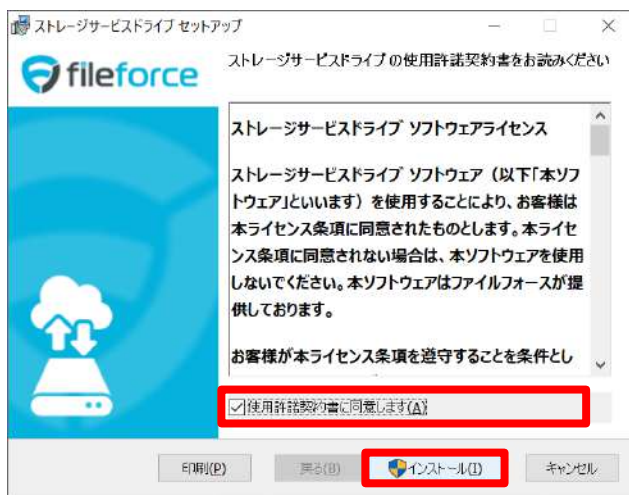 ストレージサービスドライブ セットアップ
fileforce
ストレージサービスドライブ の使用許諾契約書をお読みください
ストレージサービスドライブ ソフトウェアライセンス
ストレージサービスドライブ ソフトウェア（以下「本ソフ
トウェア」といいます）を使用することにより、お客様は
本ライセンス条項に同意されたものとします。本ライセ
ンス条項に同意されない場合は、本ソフトウェアを使用
しないでください。本ソフトウェアはファイルフォースが提
供しております。
お客様が本ライセンス条項を遵守することを条件とし
使用許諾契約書に同意します(A)
印刷(P)
戻る(B)
インストール(I)
キャンセル